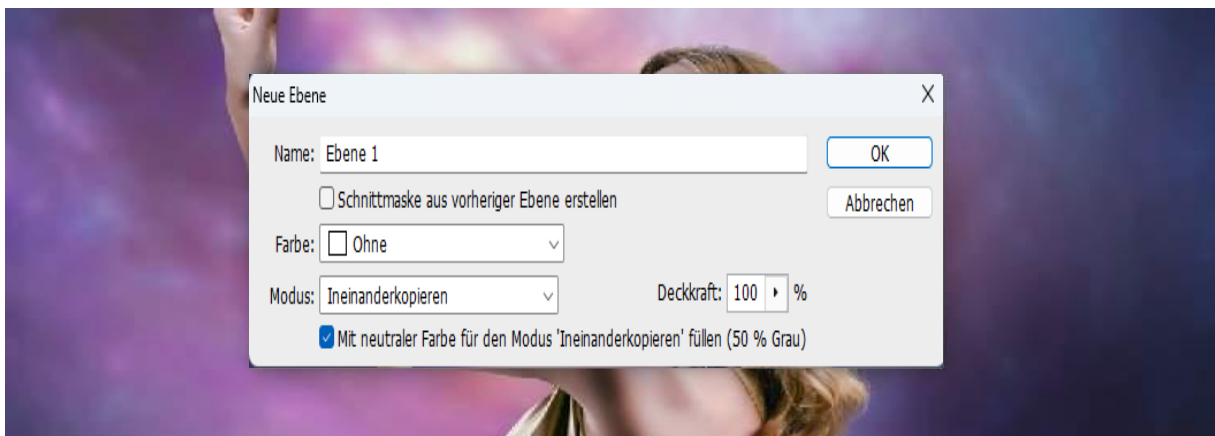 Neue Ebene
Name: Ebene 1
OK
Schnittmaske aus vorheriger Ebene erstellen
Abbrechen
Farbe: Ohne
Modus: Ineinanderkopieren
Deckkraft: 100 %
Mit neutraler Farbe für den Modus 'Ineinanderkopieren' füllen (50 % Grau)